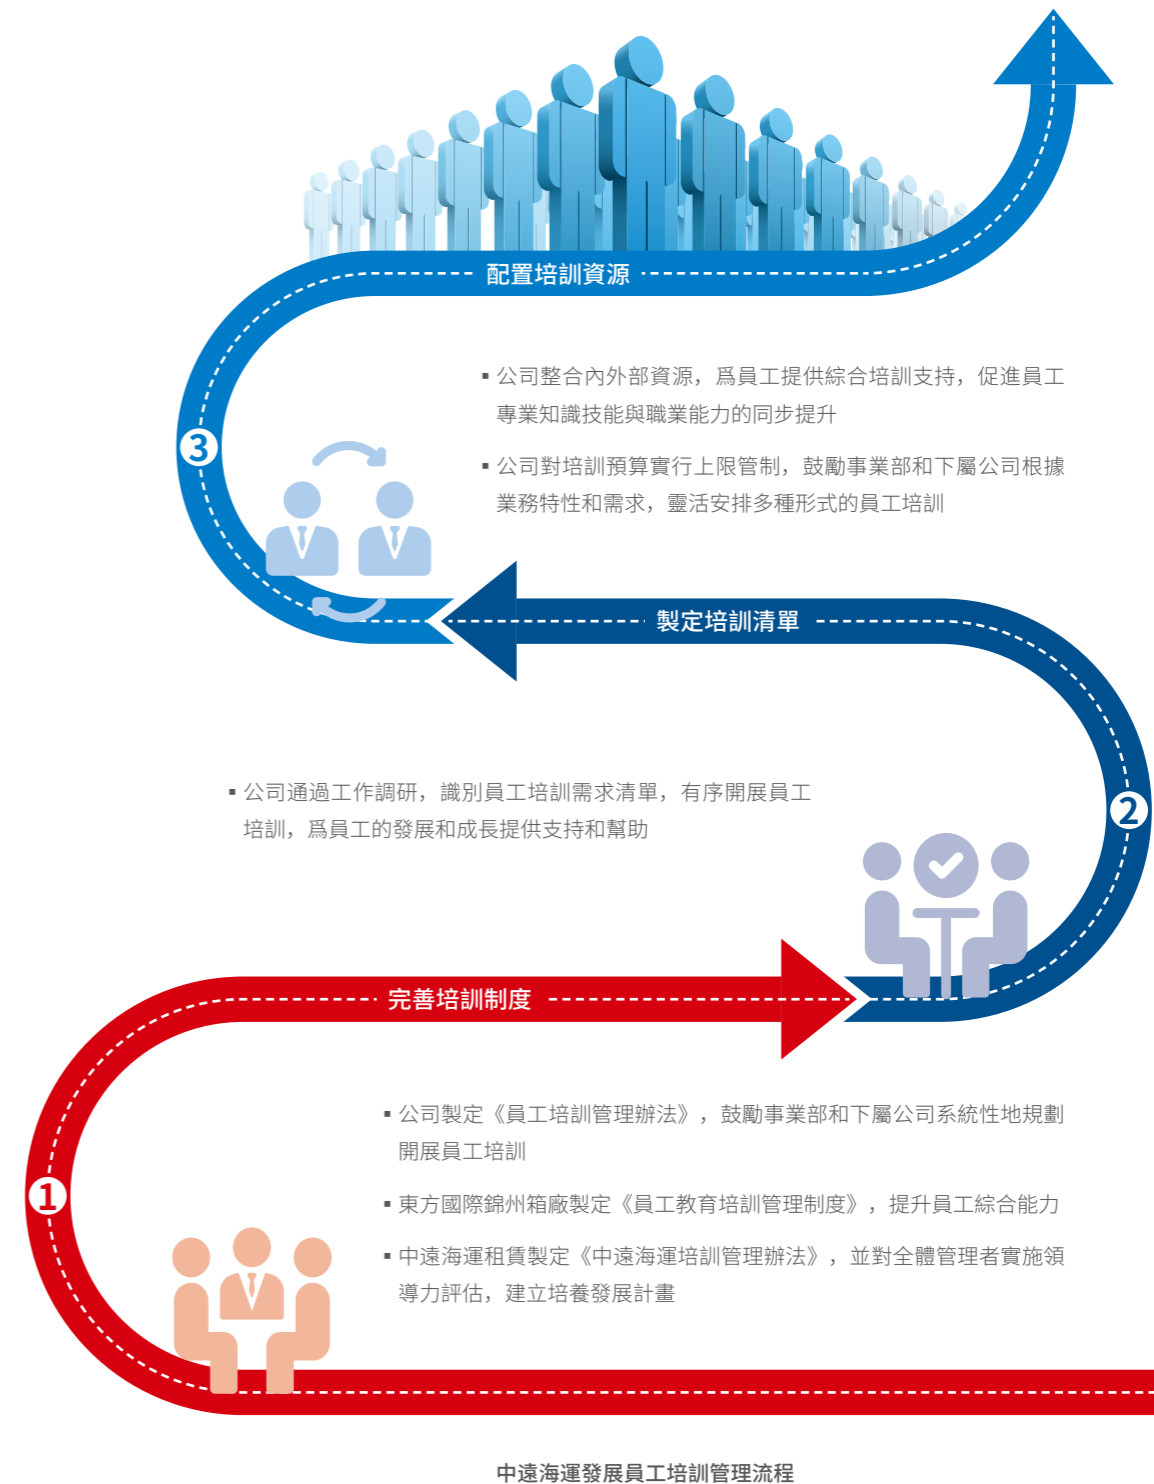 配置培訓資源
▪ 公司整合內外部資源，爲員工提供綜合培訓支持，促進員工
專業知識技能與職業能力的同步提升
▪ 公司對培訓預算實行上限管制，鼓勵事業部和下屬公司根據
業務特性和需求，靈活安排多種形式的員工培訓
3
製定培訓清單
▪ 公司通過工作調研，識別員工培訓需求清單，有序開展員工
培訓，爲員工的發展和成長提供支持和幫助
2
完善培訓制度
▪ 公司製定《員工培訓管理辦法》，鼓勵事業部和下屬公司系統性地規劃
開展員工培訓
▪ 東方國際錦州箱廠製定《員工教育培訓管理制度》，提升員工綜合能力
1
▪ 中遠海運租賃製定《中遠海運培訓管理辦法》，並對全體管理者實施領
導力評估，建立培養發展計畫
中遠海運發展員工培訓管理流程